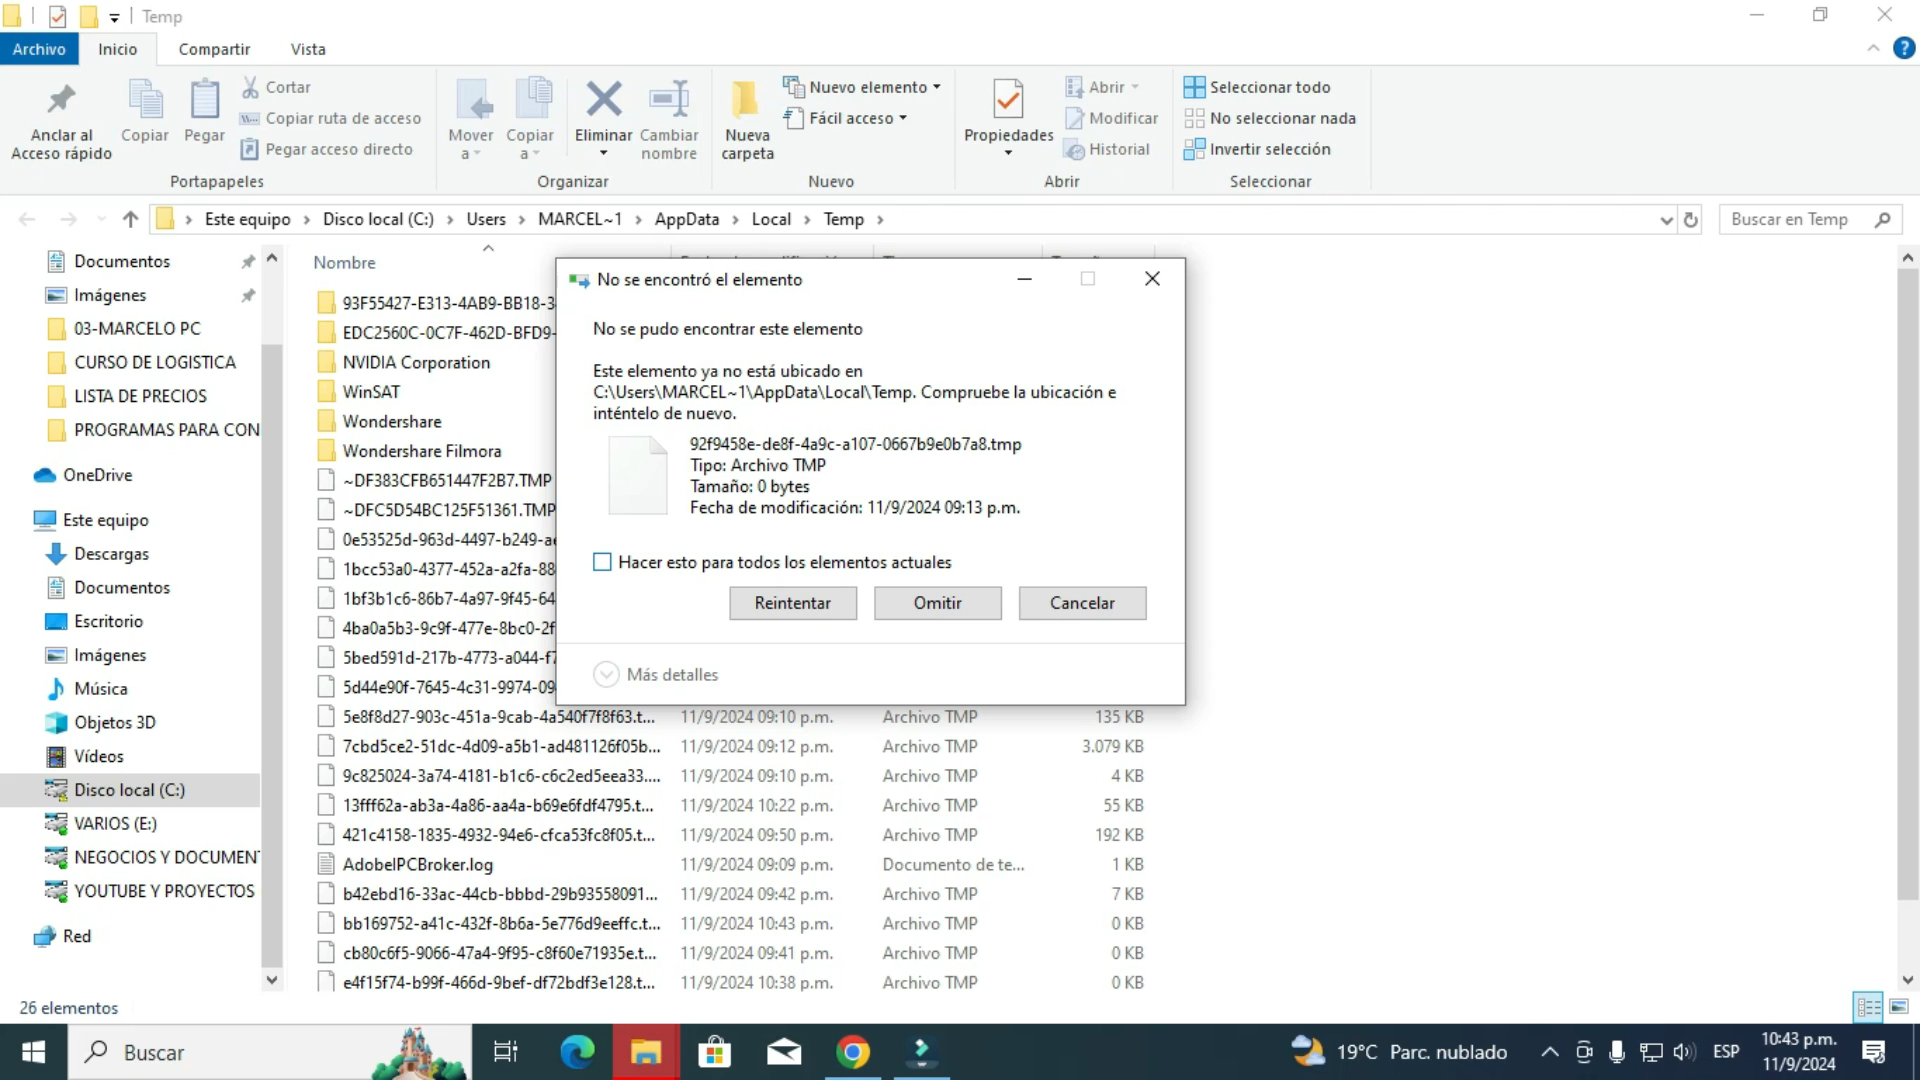 Temp
Archivo
Inicio
Compartir
Vista
Anclar al
Acceso rápido
Copiar
Pegar
Cortar
Copiar ruta de acceso
Pegar acceso directo
Portapapeles
Mover
a
Copiar
a
Eliminar
Cambiar
nombre
Organizar
Nueva
carpeta
Nuevo elemento
Fácil acceso
Nuevo
Propiedades
Abrir
Modificar
Historial
Abrir
Seleccionar todo
No seleccionar nada
Invertir selección
Seleccionar
Este equipo > Disco local (C:) > Users > MARCEL~1 > AppData > Local > Temp >
Buscar en Temp
Documentos
Imágenes
03-MARCELO PC
CURSO DE LOGISTICA
LISTA DE PRECIOS
PROGRAMAS PARA CON
OneDrive
Este equipo
Descargas
Documentos
Escritorio
Imágenes
Música
Objetos 3D
Vídeos
Disco local (C:)
VARIOS (E:)
NEGOCIOS Y DOCUMENT
YOUTUBE Y PROYECTOS
Red
Nombre
93F55427-E313-4AB9-BB18-3
EDC2560C-0C7F-462D-BFD9-
NVIDIA Corporation
WinSAT
Wondershare
Wondershare Filmora
~DF383CFB651447F2B7.TMP
~DFC5D54BC125F51361.TMP
0e53525d-963d-4497-b249-ae
1bcc53a0-4377-452a-a2fa-88
1bf3b1c6-86b7-4a97-9f45-64
4ba0a5b3-9c9f-477e-8bc0-2f
5bed591d-217b-4773-a044-f7
5d44e90f-7645-4c31-9974-09
5e8f8d27-903c-451a-9cab-4a540f7f8f63.t... 11/9/2024 09:10 p.m. Archivo TMP 135 KB
7cbd5ce2-51dc-4d09-a5b1-ad481126f05b... 11/9/2024 09:12 p.m. Archivo TMP 3.079 KB
9c825024-3a74-4181-b1c6-c6c2ed5eea33.... 11/9/2024 09:10 p.m. Archivo TMP 4 KB
13fff62a-ab3a-4a86-aa4a-b69e6fdf4795.t... 11/9/2024 10:22 p.m. Archivo TMP 55 KB
421c4158-1835-4932-94e6-cfca53fc8f05.t... 11/9/2024 09:50 p.m. Archivo TMP 192 KB
AdobeIPCBroker.log 11/9/2024 09:09 p.m. Documento de te... 1 KB
b42ebd16-33ac-44cb-bbbd-29b93558091... 11/9/2024 09:42 p.m. Archivo TMP 7 KB
bb169752-a41c-432f-8b6a-5e776d9eeffc.t... 11/9/2024 10:43 p.m. Archivo TMP 0 KB
cb80c6f5-9066-47a4-9f95-c8f60e71935e.t... 11/9/2024 09:41 p.m. Archivo TMP 0 KB
e4f15f74-b99f-466d-9bef-df72bdf3e128.t... 11/9/2024 10:38 p.m. Archivo TMP 0 KB
No se encontró el elemento
No se pudo encontrar este elemento
Este elemento ya no está ubicado en
C:\Users\MARCEL~1\AppData\Local\Temp. Compruebe la ubicación e
inténtelo de nuevo.
92f9458e-de8f-4a9c-a107-0667b9e0b7a8.tmp
Tipo: Archivo TMP
Tamaño: 0 bytes
Fecha de modificación: 11/9/2024 09:13 p.m.
Hacer esto para todos los elementos actuales
Reintentar
Omitir
Cancelar
Más detalles
26 elementos
Buscar
19°C Parc. nublado
ESP
10:43 p.m.
11/9/2024